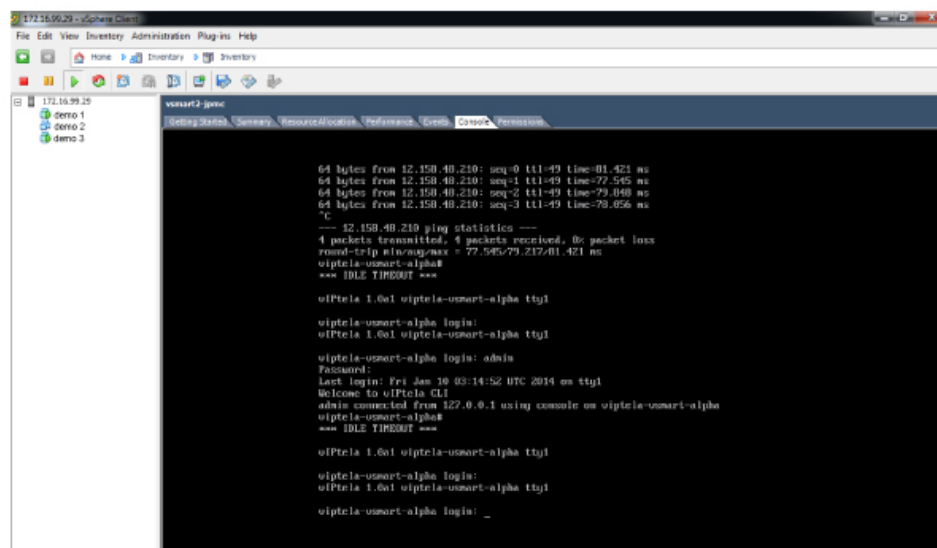 172.16.99.29 - vSphere Client
File Edit View Inventory Administration Plug-ins Help
Home Inventory Inventory
172.16.99.29
demo 1
demo 2
demo 3
vsmart2-jpmc
Getting Started Summary Resource Allocation Performance Events Console Permissions
64 bytes from 12.158.48.210: seq=0 ttl=49 time=81.421 ms
64 bytes from 12.158.48.210: seq=1 ttl=49 time=77.545 ms
64 bytes from 12.158.48.210: seq=2 ttl=49 time=79.848 ms
64 bytes from 12.158.48.210: seq=3 ttl=49 time=78.056 ms
^C
--- 12.158.48.210 ping statistics ---
4 packets transmitted, 4 packets received, 0% packet loss
round-trip min/avg/max = 77.545/79.217/81.421 ms
viptela-vsmart-alpha#
*** IDLE TIMEOUT ***
vIPtela 1.0a1 viptela-vsmart-alpha tty1
viptela-vsmart-alpha login:
vIPtela 1.0a1 viptela-vsmart-alpha tty1
viptela-vsmart-alpha login: admin
Password:
Last login: Fri Jan 10 03:14:52 UTC 2014 on tty1
Welcome to vIPtela CLI
admin connected from 127.0.0.1 using console on viptela-vsmart-alpha
viptela-vsmart-alpha#
*** IDLE TIMEOUT ***
vIPtela 1.0a1 viptela-vsmart-alpha tty1
viptela-vsmart-alpha login:
vIPtela 1.0a1 viptela-vsmart-alpha tty1
viptela-vsmart-alpha login: _